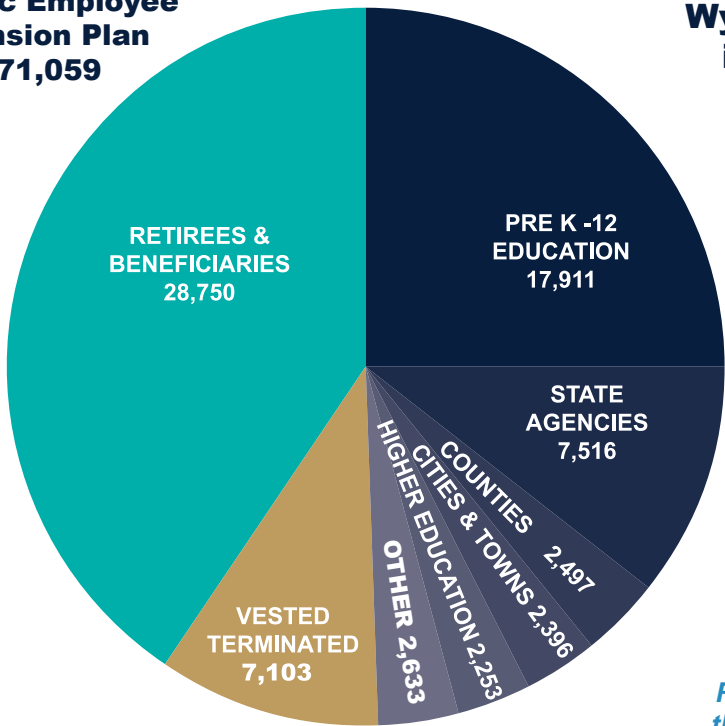 c Employee
nsion Plan
71,059
Wy
i
RETIREES &
BENEFICIARIES
28,750
PRE K -12
EDUCATION
17,911
STATE
AGENCIES
7,516
COUNTIES 2,497
CITIES & TOWNS 2,396
HIGHER EDUCATION 2,253
OTHER 2,633
VESTED
TERMINATED
7,103
F
th